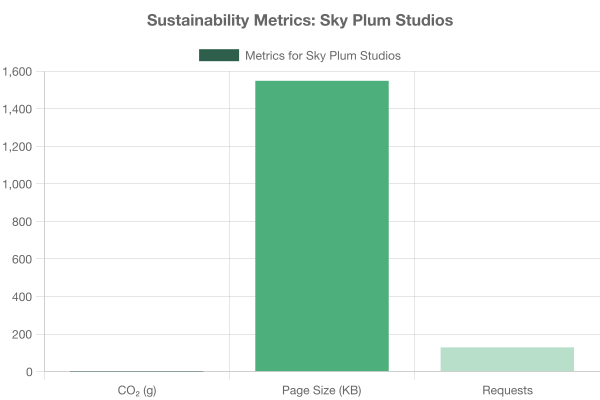 Sustainability Metrics: Sky Plum Studios
Metrics for Sky Plum Studios
1,600
1,400
1,200
1,000
800
600
400
200
0
CO₂ (g)
Page Size (KB)
Requests